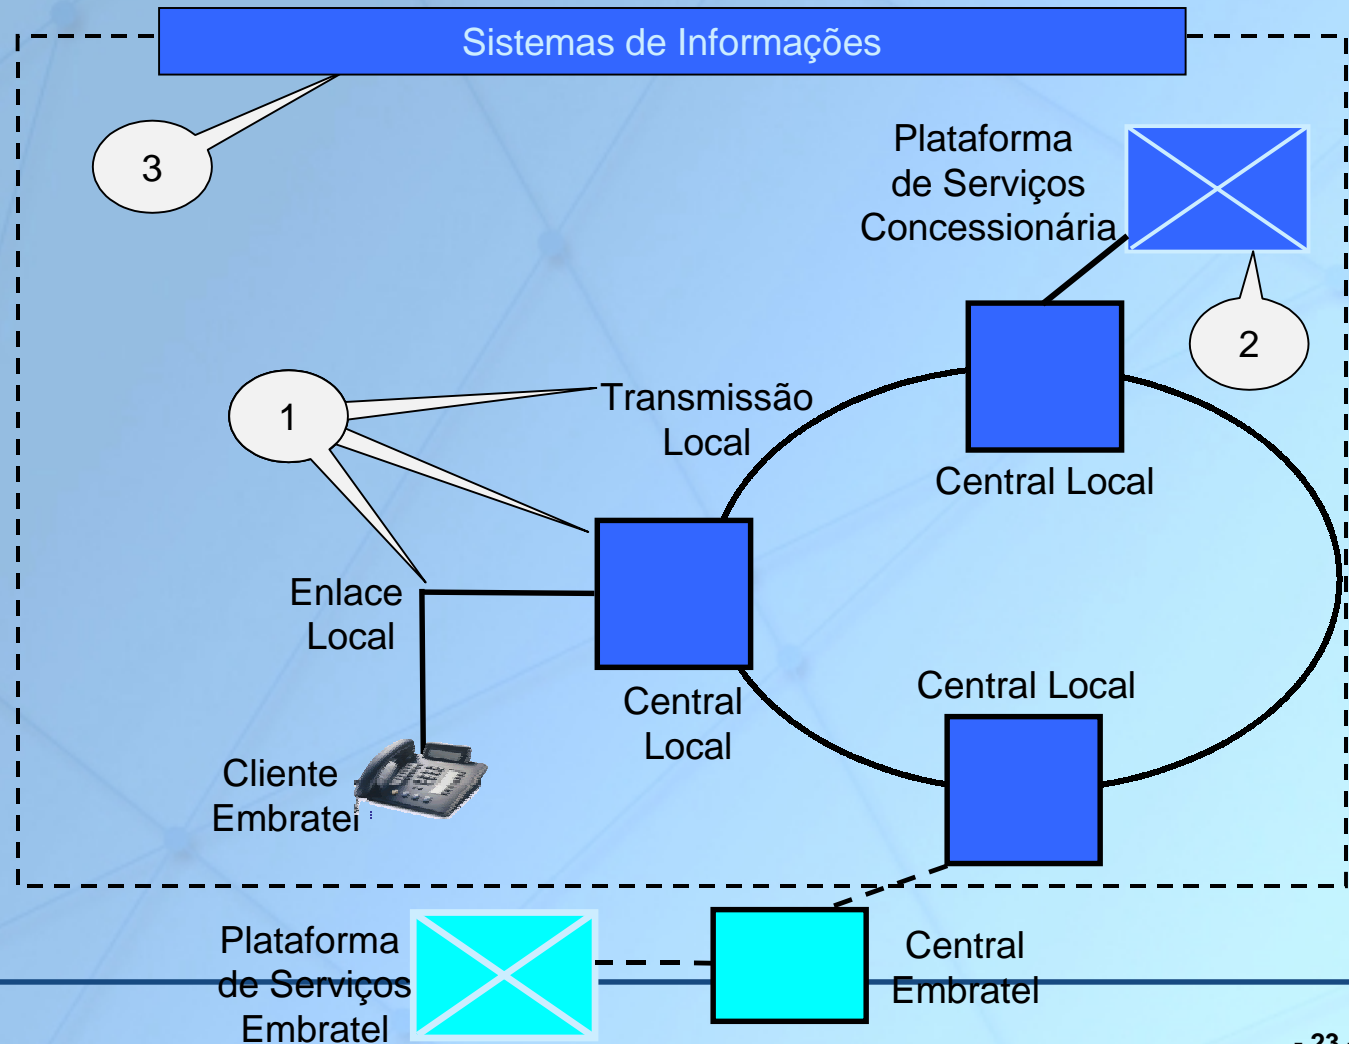 Sistemas de Informações
3
Plataforma
de Serviços
Concessionária
2
1
Transmissão
Local
Central Local
Enlace
Local
Central
Local
Central Local
Cliente
Embratel
Plataforma
de Serviços
Embratel
Central
Embratel
- 23 -